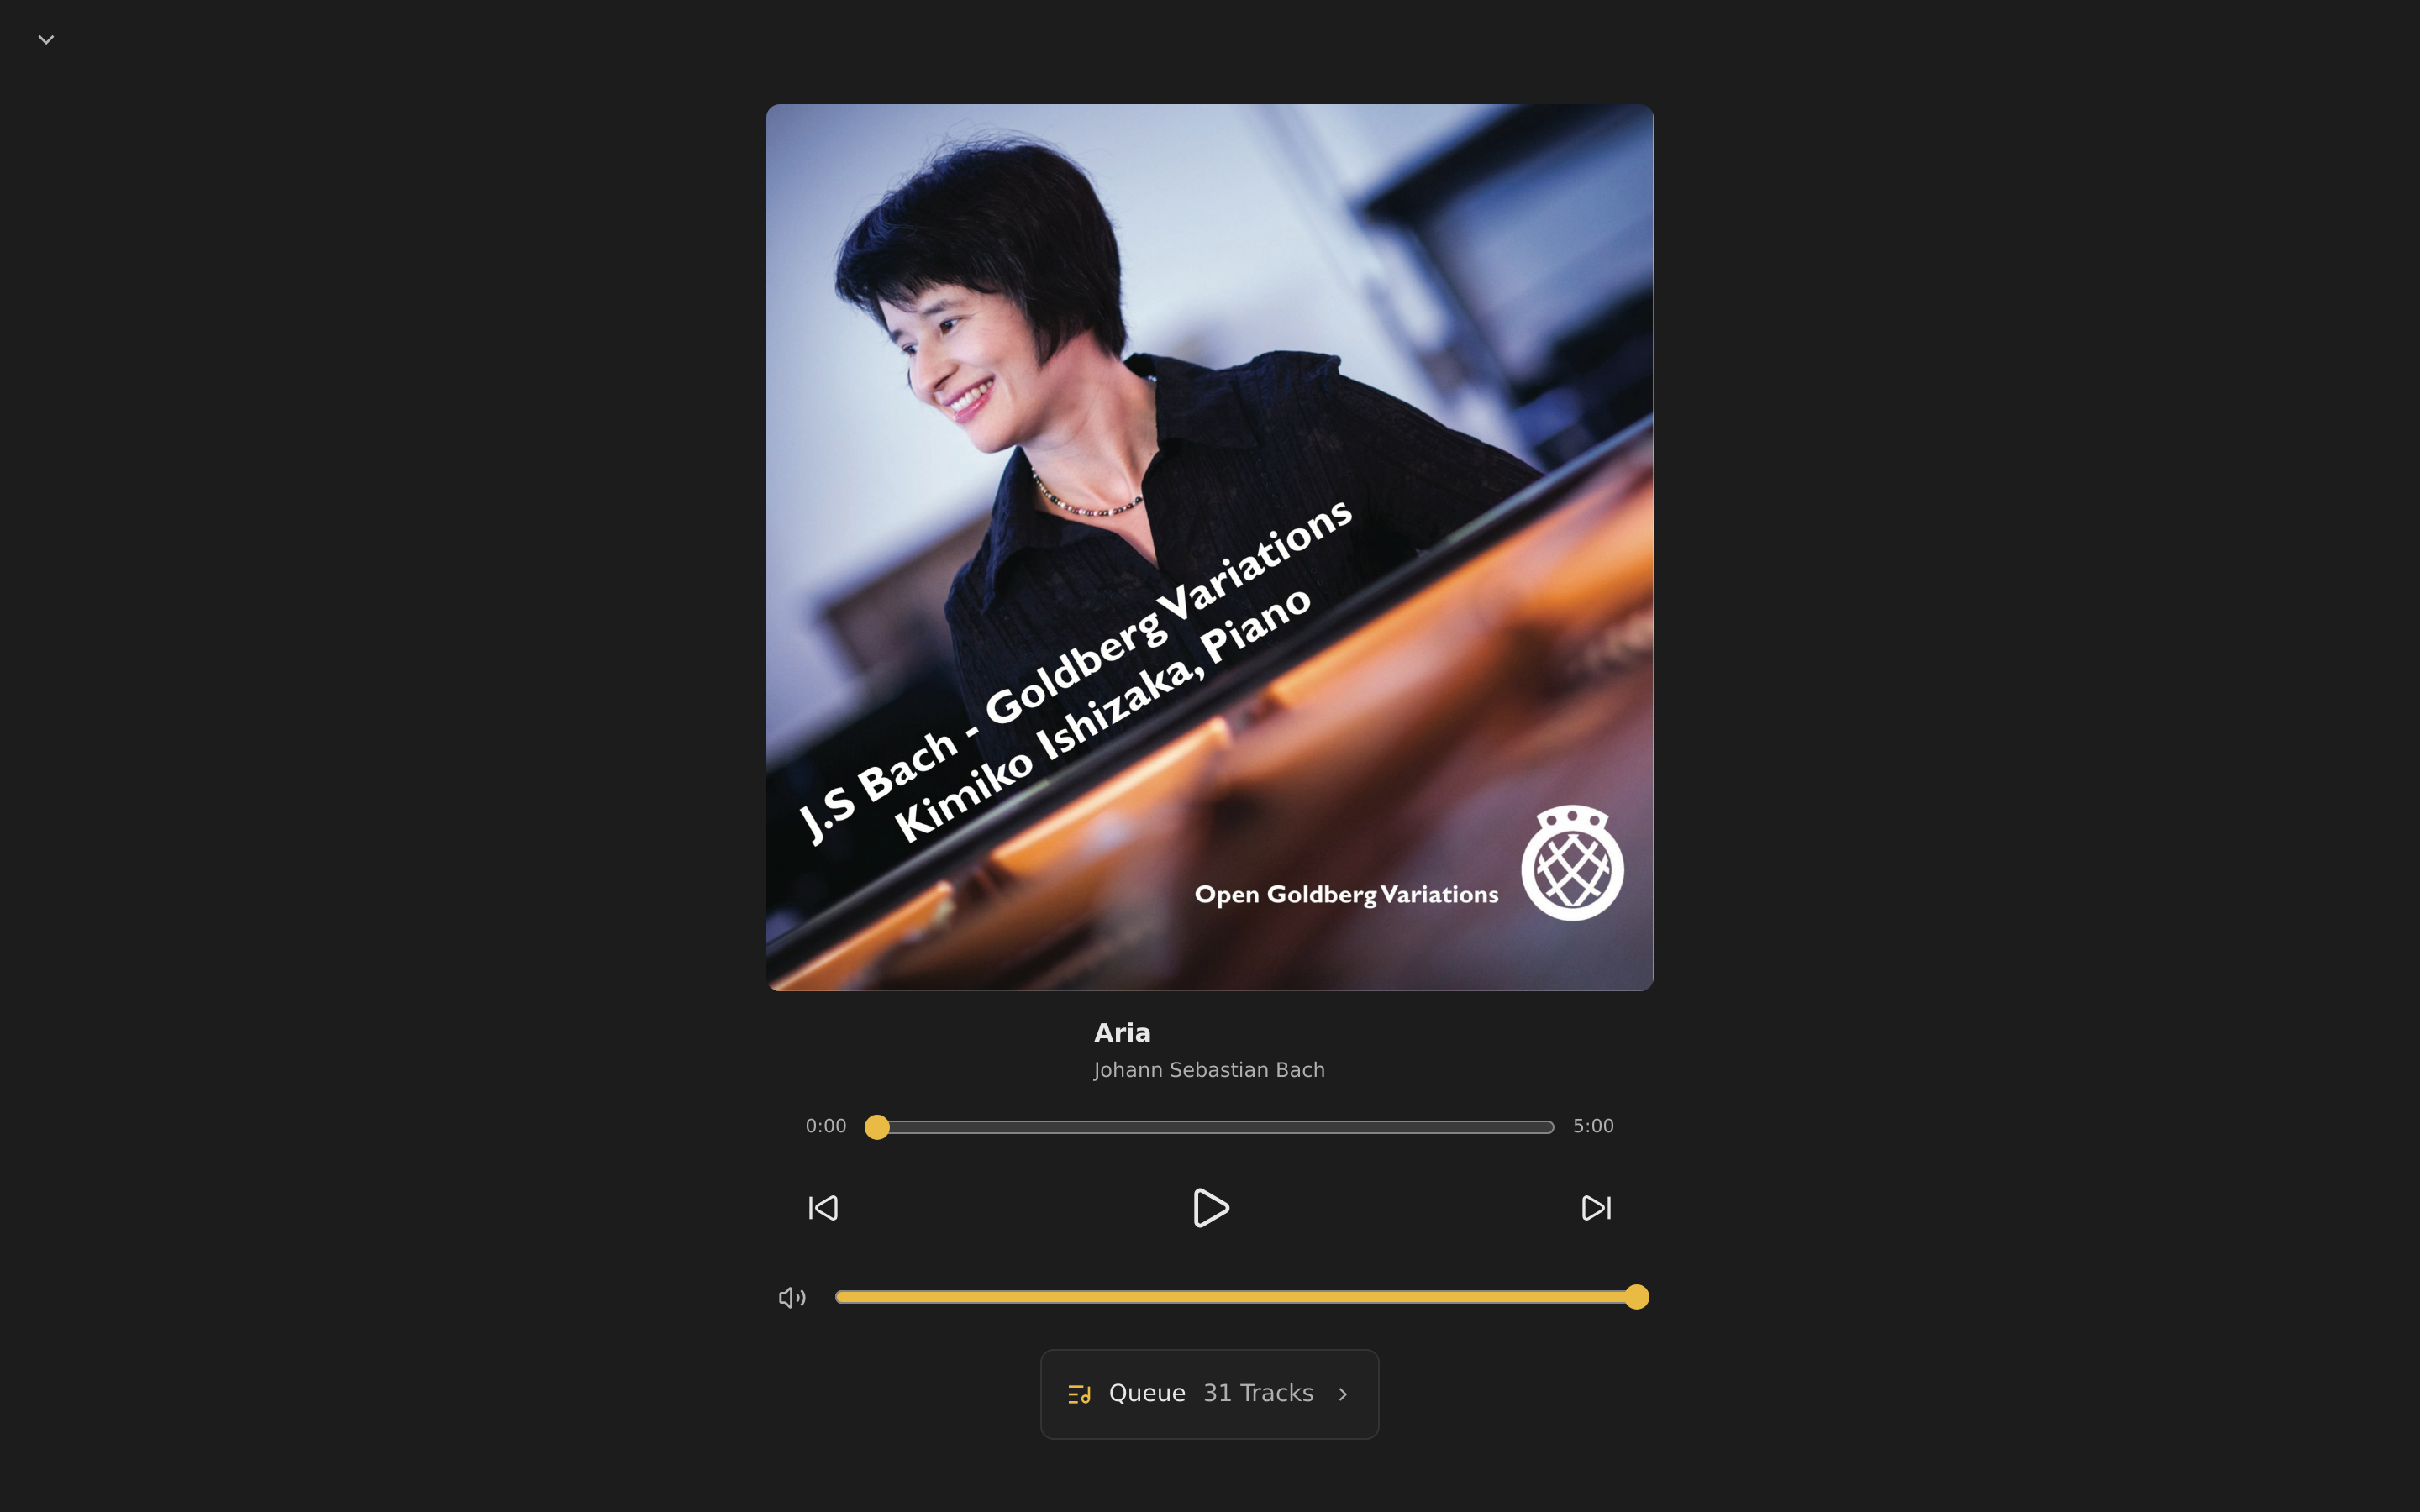 J.S Bach - Goldberg Variations
Kimiko Ishizaka, Piano
Open Goldberg Variations
Aria
Johann Sebastian Bach
0:00 5:00
Queue 31 Tracks